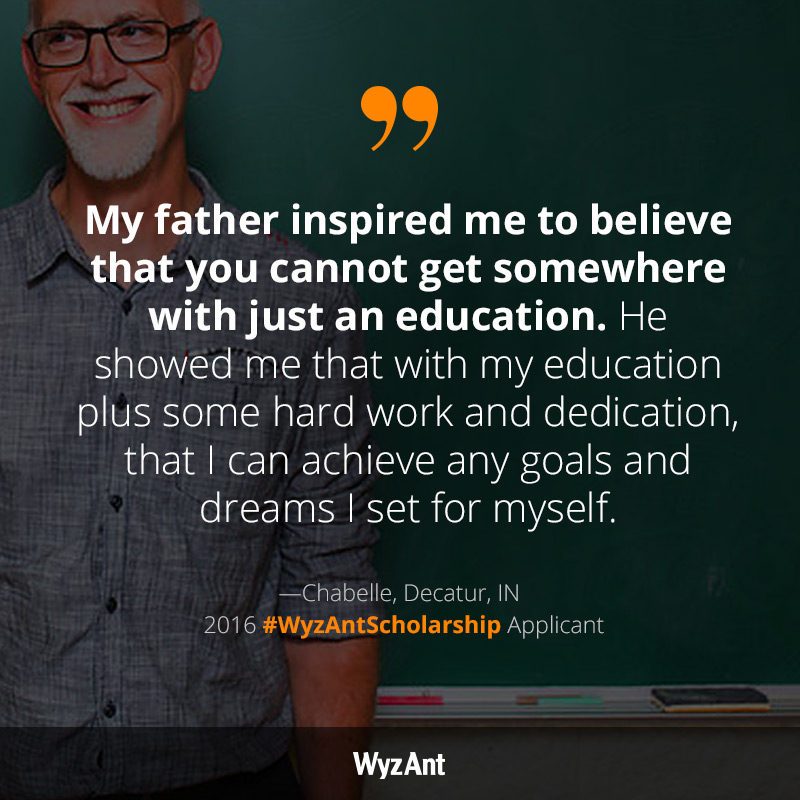 ”
My father inspired me to believe
that you cannot get somewhere
with just an education. He
showed me that with my education
plus some hard work and dedication,
that I can achieve any goals and
dreams I set for myself.
—Chabelle, Decatur, IN
2016 #WyzAntScholarship Applicant
WyzAnt